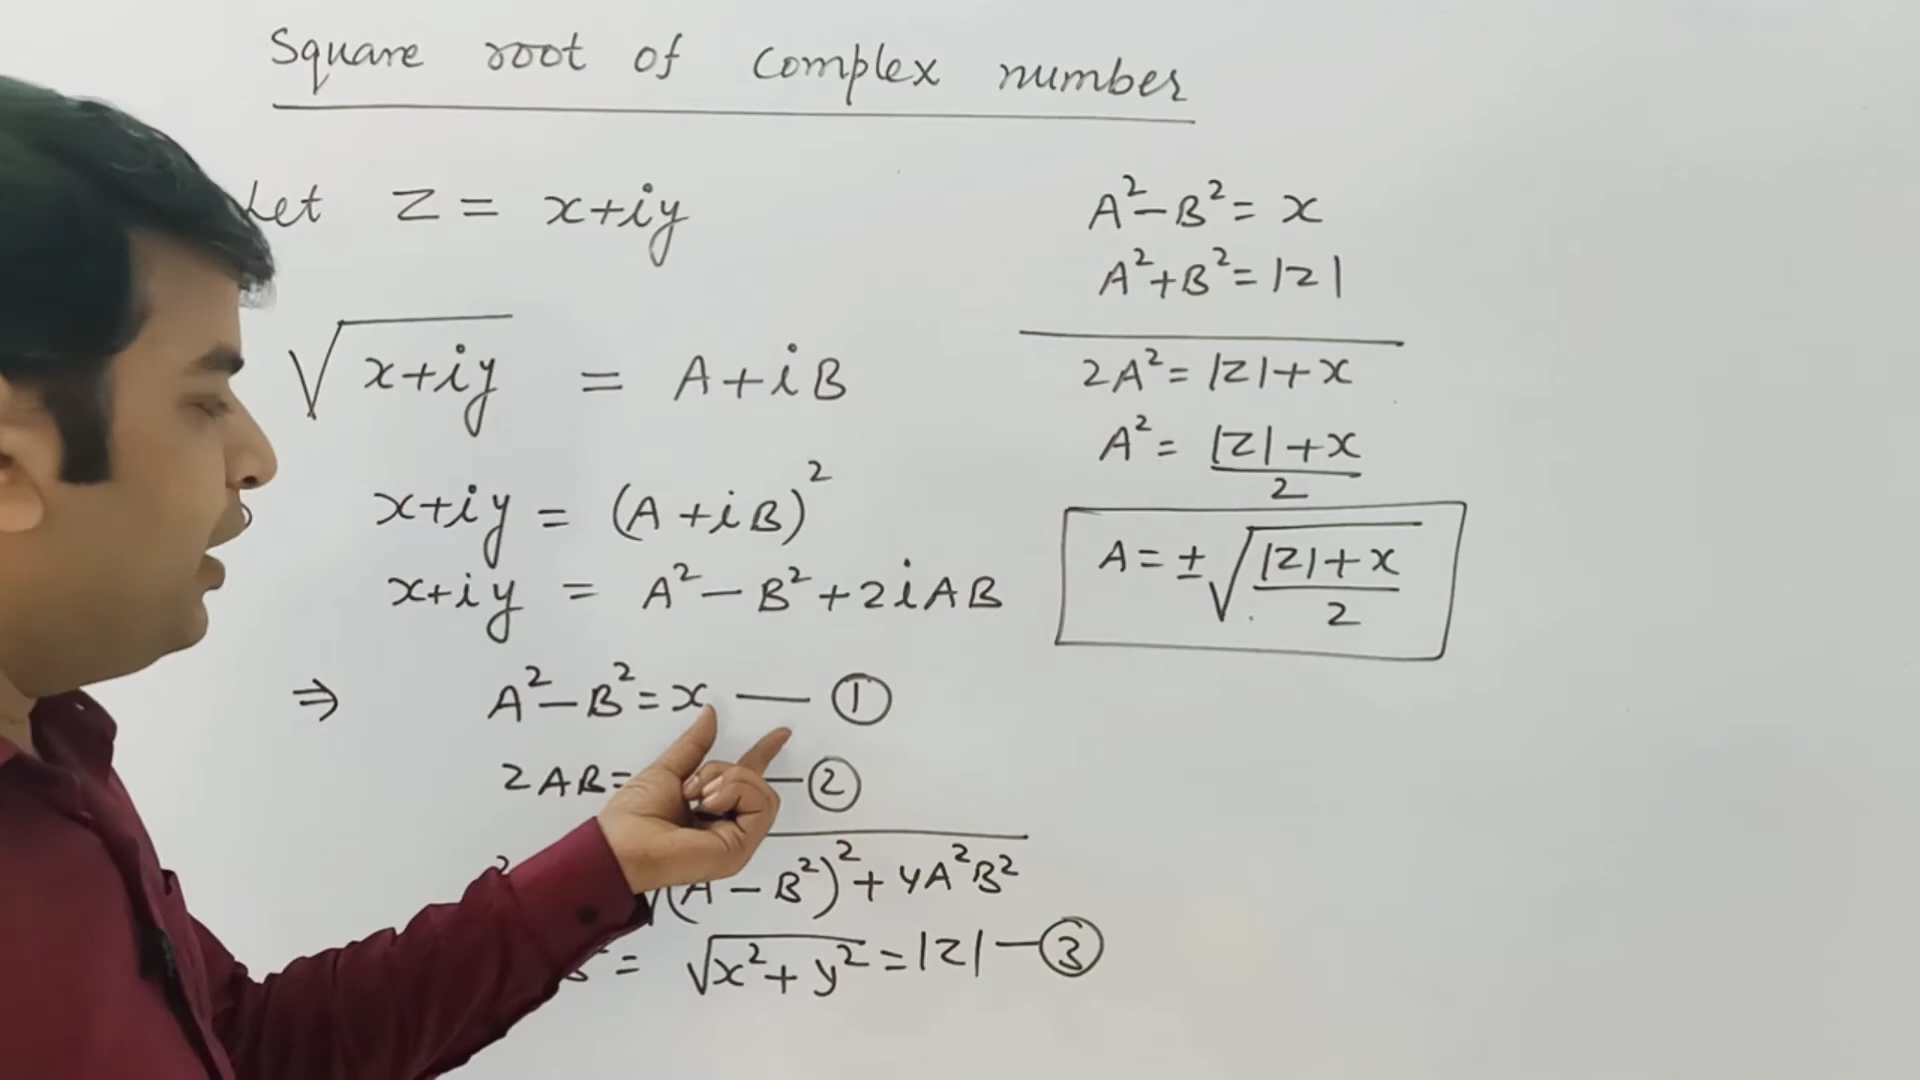 Square root of complex number
Let z = x+iy
√(x+iy) = A+iB
x+iy = (A+iB)²
x+iy = A²−B²+2iAB
⇒ A²−B²=x — ①
2AB= — ②
√(A − B²)²+4A²B²
= √(x²+y²) = |z| — ③
A²−B²= x
A²+B²= |z|
2A²= |z|+x
A²= |z|+x
2
A= ± √(|z|+x
2)